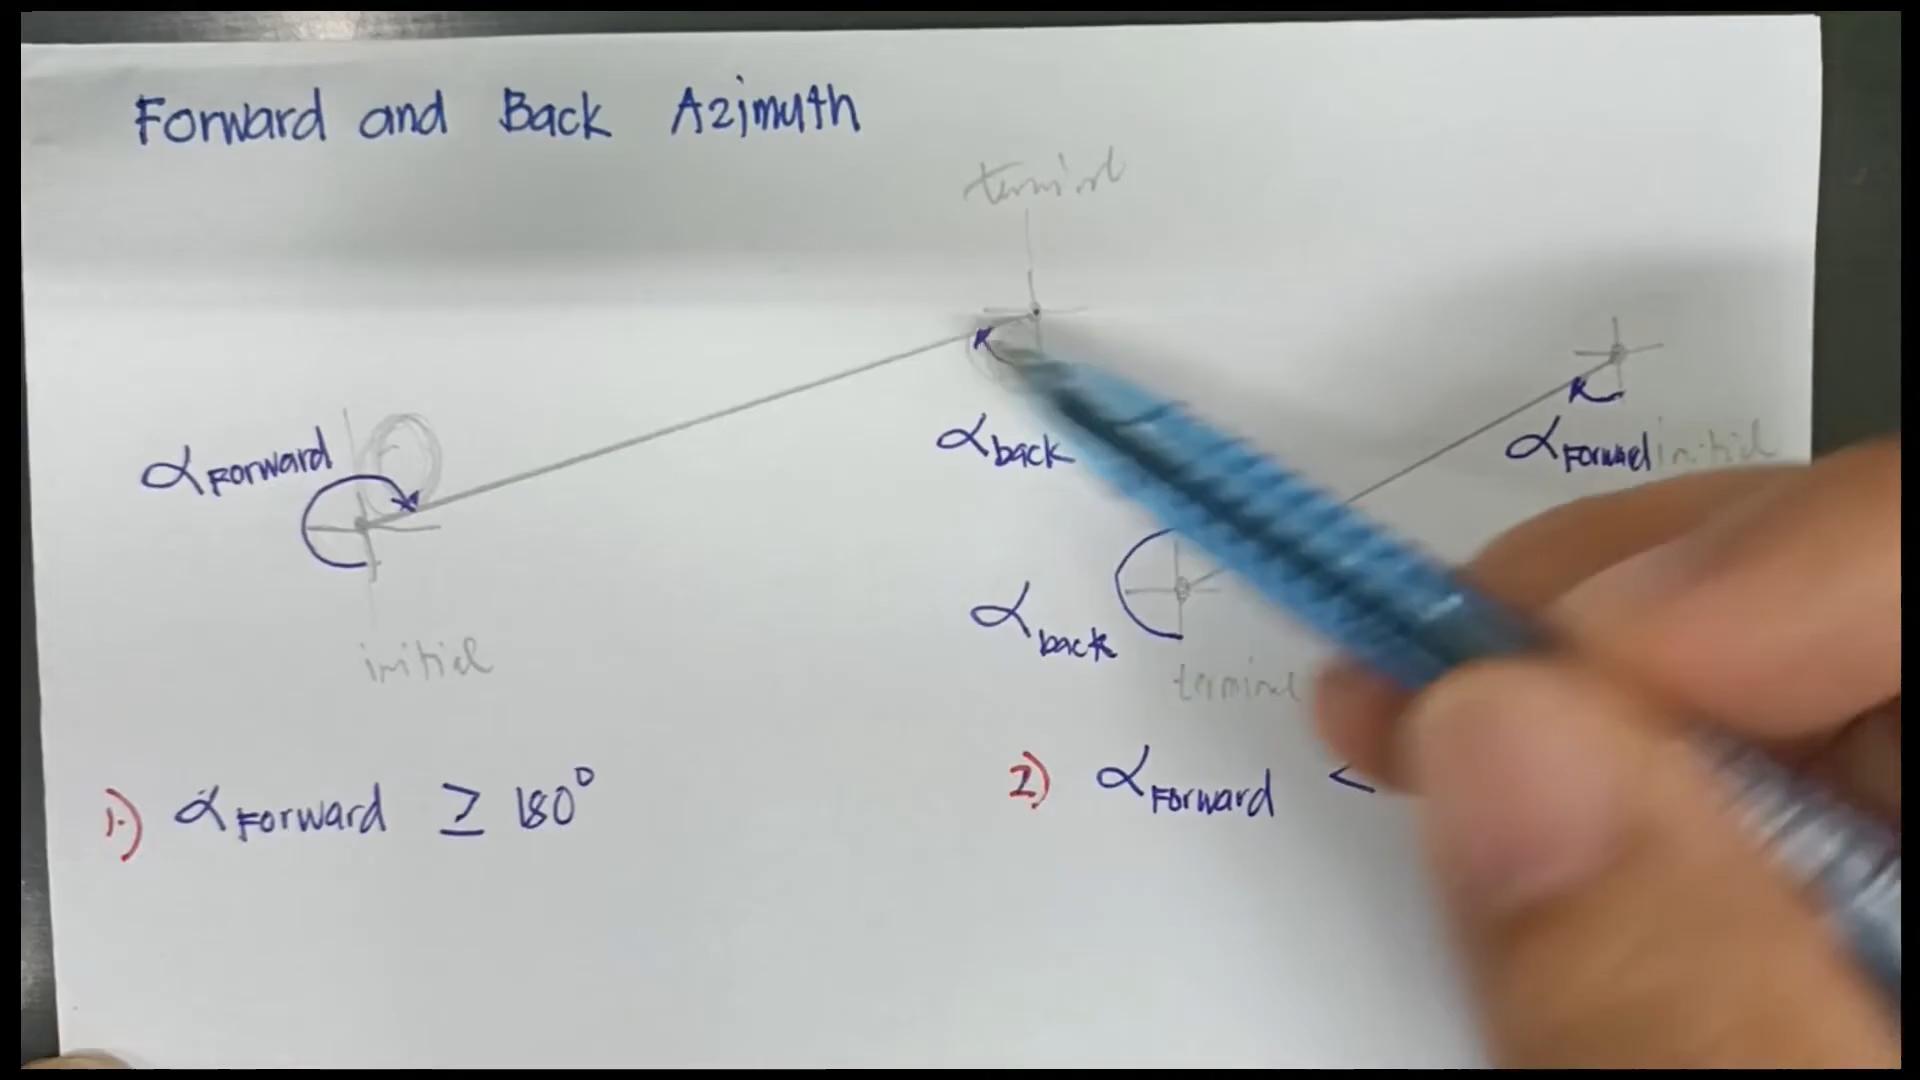 Forward and Back Azimuth
terminal
α Forward
α back
α Forward initial
α back
initial
terminal
1.) α Forward ≥ 180°
2.) α Forward <